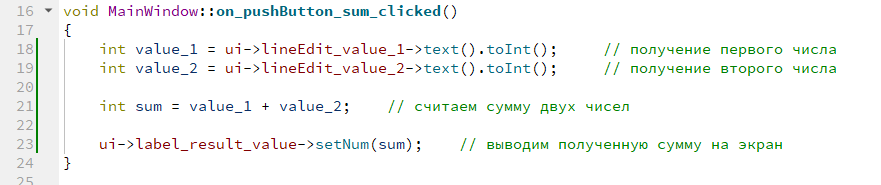 16 void MainWindow::on_pushButton_sum_clicked()
17 {
18 int value_1 = ui->lineEdit_value_1->text().toInt(); // получение первого числа
19 int value_2 = ui->lineEdit_value_2->text().toInt(); // получение второго числа
20
21 int sum = value_1 + value_2; // считаем сумму двух чисел
22
23 ui->label_result_value->setNum(sum); // выводим полученную сумму на экран
24 }
25